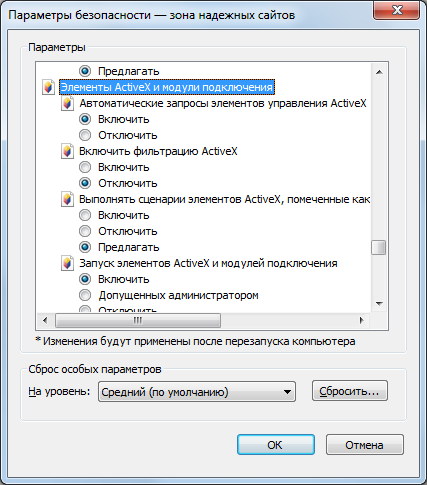 Параметры безопасности — зона надежных сайтов
Параметры
Предлагать
Элементы ActiveX и модули подключения
Автоматические запросы элементов управления ActiveX
Включить
Отключить
Включить фильтрацию ActiveX
Включить
Отключить
Выполнять сценарии элементов ActiveX, помеченные как
Включить
Отключить
Предлагать
Запуск элементов ActiveX и модулей подключения
Включить
Допущенных администратором
Отключить
* Изменения будут применены после перезапуска компьютера
Сброс особых параметров
На уровень: Средний (по умолчанию) Сбросить...
ОК Отмена